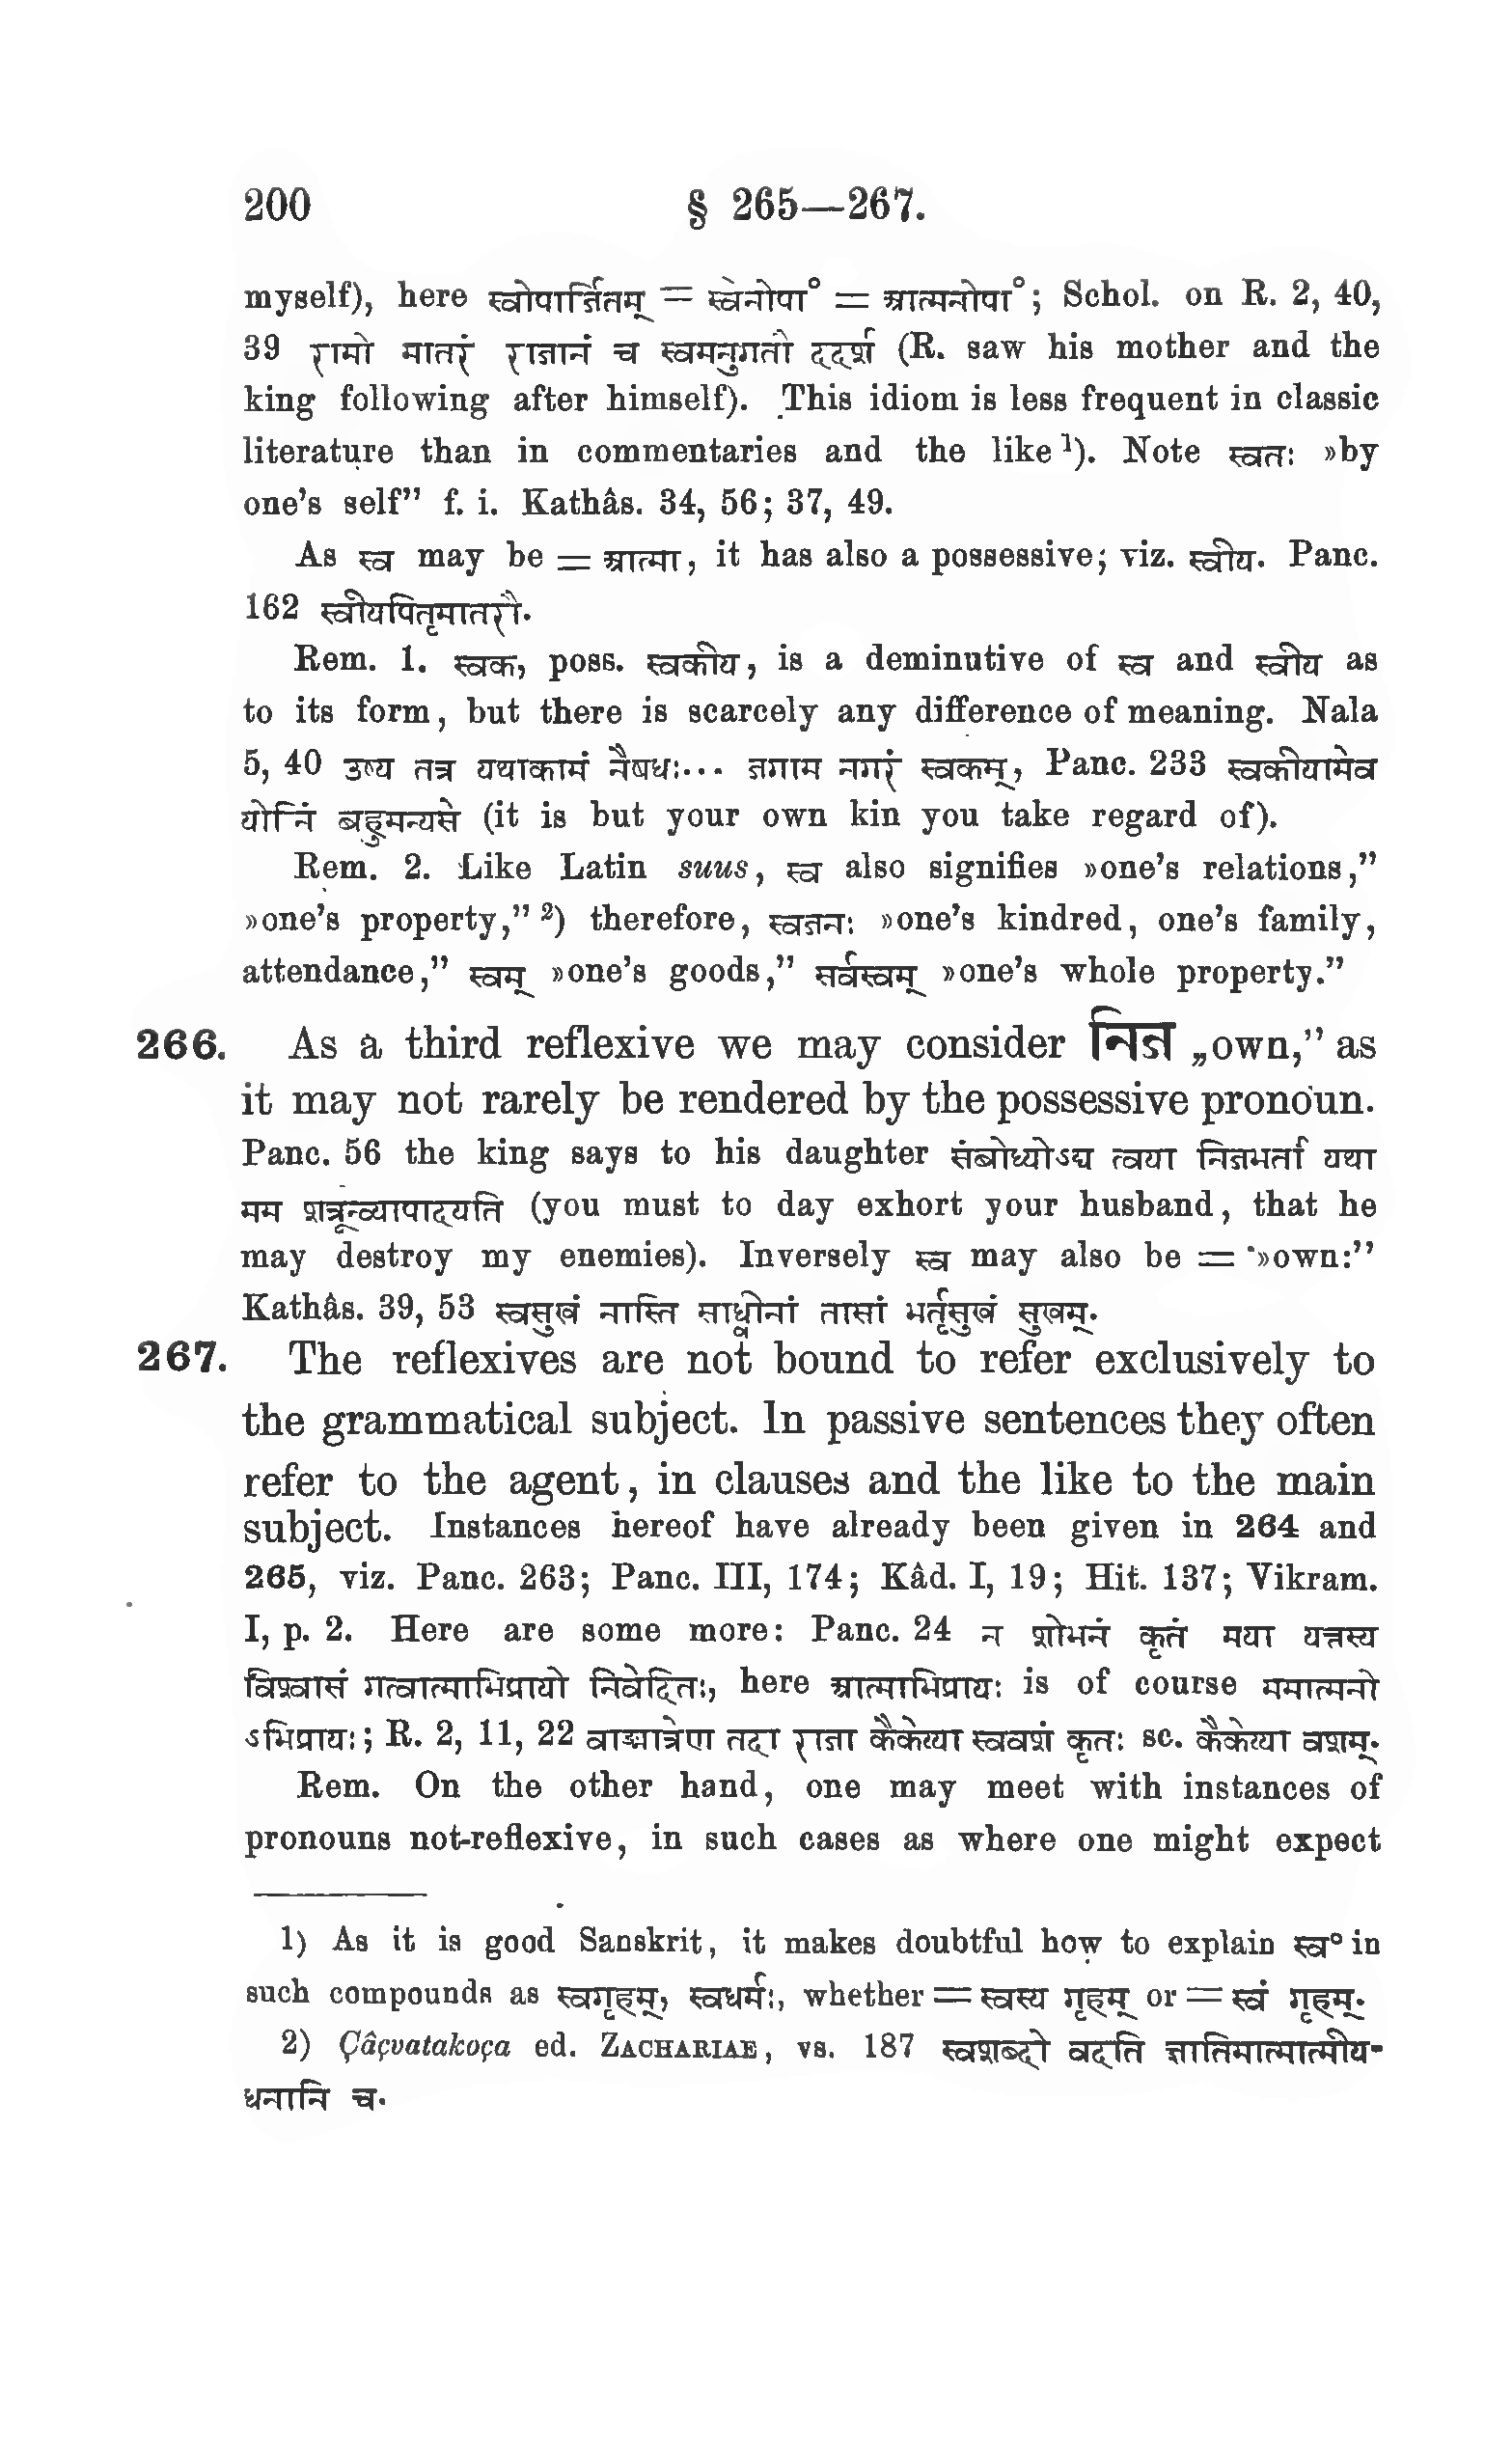 200 § 265—267.
myself), here स्वोपार्जितम् = स्वेनोपा° = आत्मनोपा°; Schol. on R. 2, 40,
39 रामो मातरं राजानं च स्वमनुगतौ ददर्श (R. saw his mother and the
king following after himself). This idiom is less frequent in classic
literature than in commentaries and the like ¹). Note स्वतः »by
one's self" f. i. Kathâs. 34, 56; 37, 49.
As स्व may be = आत्मा, it has also a possessive; viz. स्वीय. Panc.
162 स्वीयपितृमातरौ.
Rem. 1. स्वक, poss. स्वकीय, is a deminutive of स्व and स्वीय as
to its form, but there is scarcely any difference of meaning. Nala
5, 40 उष्य तत्र यथाकामं नैषधः... जगाम नगरं स्वकम्, Panc. 233 स्वकीयामेव
योनिं बहुमन्यसे (it is but your own kin you take regard of).
Rem. 2. Like Latin suus, स्व also signifies »one's relations,"
»one's property," ²) therefore, स्वजनः »one's kindred, one's family,
attendance," स्वम् »one's goods," सर्वस्वम् »one's whole property."
266. As a third reflexive we may consider निज „own," as
it may not rarely be rendered by the possessive pronoun.
Panc. 56 the king says to his daughter संबोध्योऽद्य त्वया निजभर्ता यथा
मम शत्रून्व्यापादयति (you must to day exhort your husband, that he
may destroy my enemies). Inversely स्व may also be = »own:"
Kathâs. 39, 53 स्वसुखं नास्ति साध्वीनां तासां भर्तृसुखं सुखम्.
267. The reflexives are not bound to refer exclusively to
the grammatical subject. In passive sentences they often
refer to the agent, in clauses and the like to the main
subject. Instances hereof have already been given in 264 and
265, viz. Panc. 263; Panc. III, 174; Kâd. I, 19; Hit. 137; Vikram.
I, p. 2. Here are some more: Panc. 24 न शोभनं कृतं मया यत्तस्य
विश्वासं गत्वात्माभिप्रायो निवेदितः, here आत्माभिप्रायः is of course ममात्मनो
ऽभिप्रायः; R. 2, 11, 22 वाङ्मात्रेण तदा राजा कैकेय्या स्ववशं कृतः sc. कैकेय्या वशम्.
Rem. On the other hand, one may meet with instances of
pronouns not-reflexive, in such cases as where one might expect
1) As it is good Sanskrit, it makes doubtful how to explain स्व° in
such compounds as स्वगृहम्, स्वधर्मः, whether = स्वस्य गृहम् or = स्वं गृहम्.
2) Çâçvatakoça ed. ZACHARIAE, vs. 187 स्वशब्दो वदति ज्ञातिमात्मात्मीय-
धनानि च.